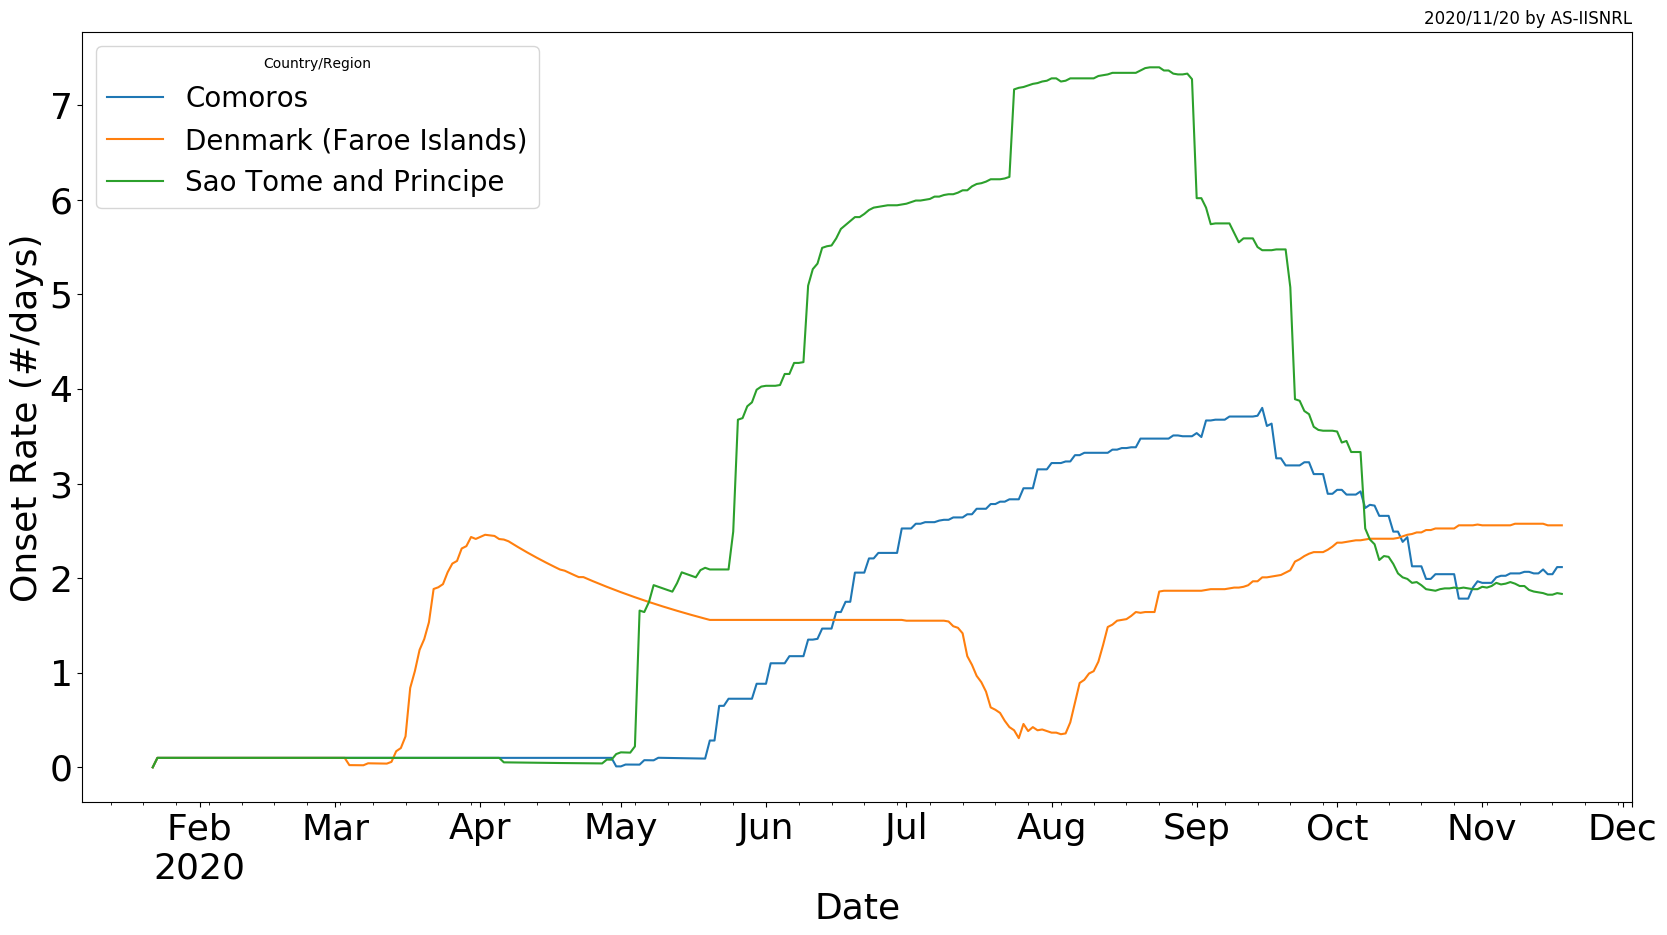 2020/11/20 by AS-IISNRL
Country/Region
Comoros
Denmark (Faroe Islands)
Sao Tome and Principe
Onset Rate (#/days)
7
6
5
4
3
2
1
0
Feb Mar Apr May Jun Jul Aug Sep Oct Nov Dec
2020
Date